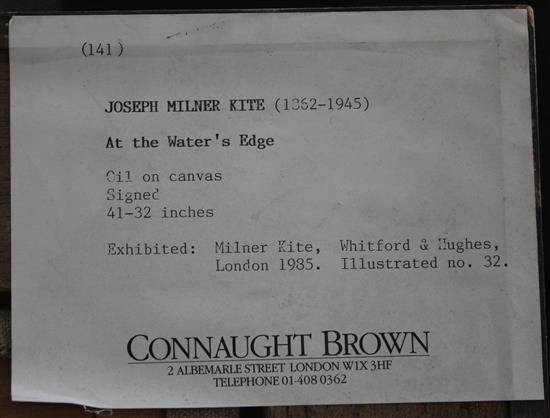 (141)
JOSEPH MILNER KITE (1862-1945)
At the Water's Edge
Oil on canvas
Signed
41-32 inches
Exhibited: Milner Kite, Whitford & Hughes,
London 1985. Illustrated no. 32.
CONNAUGHT BROWN
2 ALBEMARLE STREET LONDON W1X 3HF
TELEPHONE 01-408 0362